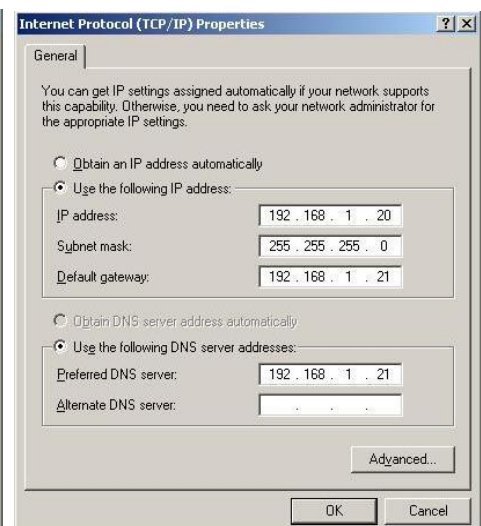 Internet Protocol (TCP/IP) Properties
General
You can get IP settings assigned automatically if your network supports
this capability. Otherwise, you need to ask your network administrator for
the appropriate IP settings.
Obtain an IP address automatically
Use the following IP address:
IP address: 192 . 168 . 1 . 20
Subnet mask: 255 . 255 . 255 . 0
Default gateway: 192 . 168 . 1 . 21
Obtain DNS server address automatically
Use the following DNS server addresses:
Preferred DNS server: 192 . 168 . 1 . 21
Alternate DNS server: . . .
Advanced...
OK Cancel